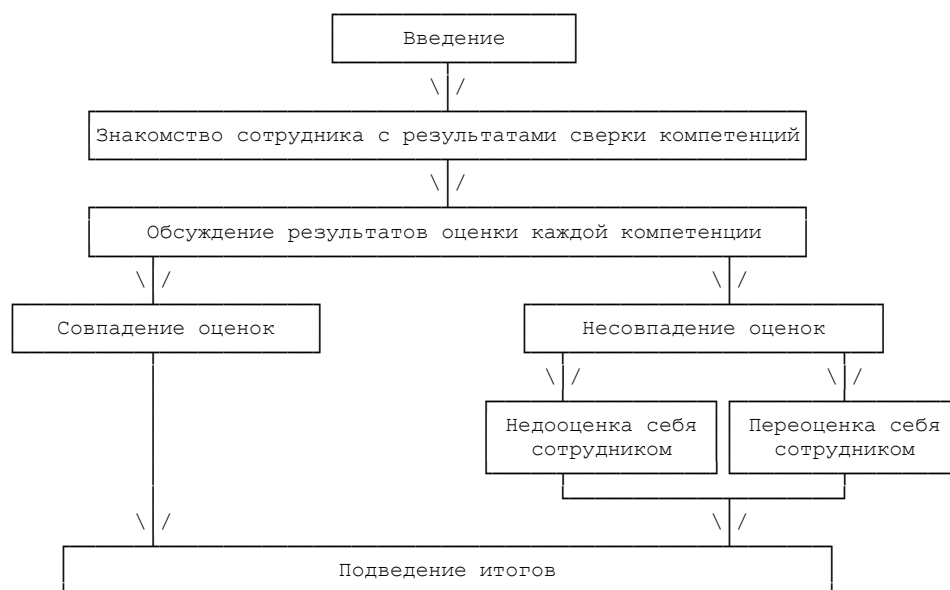 Введение
Знакомство сотрудника с результатами сверки компетенций
Обсуждение результатов оценки каждой компетенции
Совпадение оценок
Несовпадение оценок
Недооценка себя
сотрудником
Переоценка себя
сотрудником
Подведение итогов